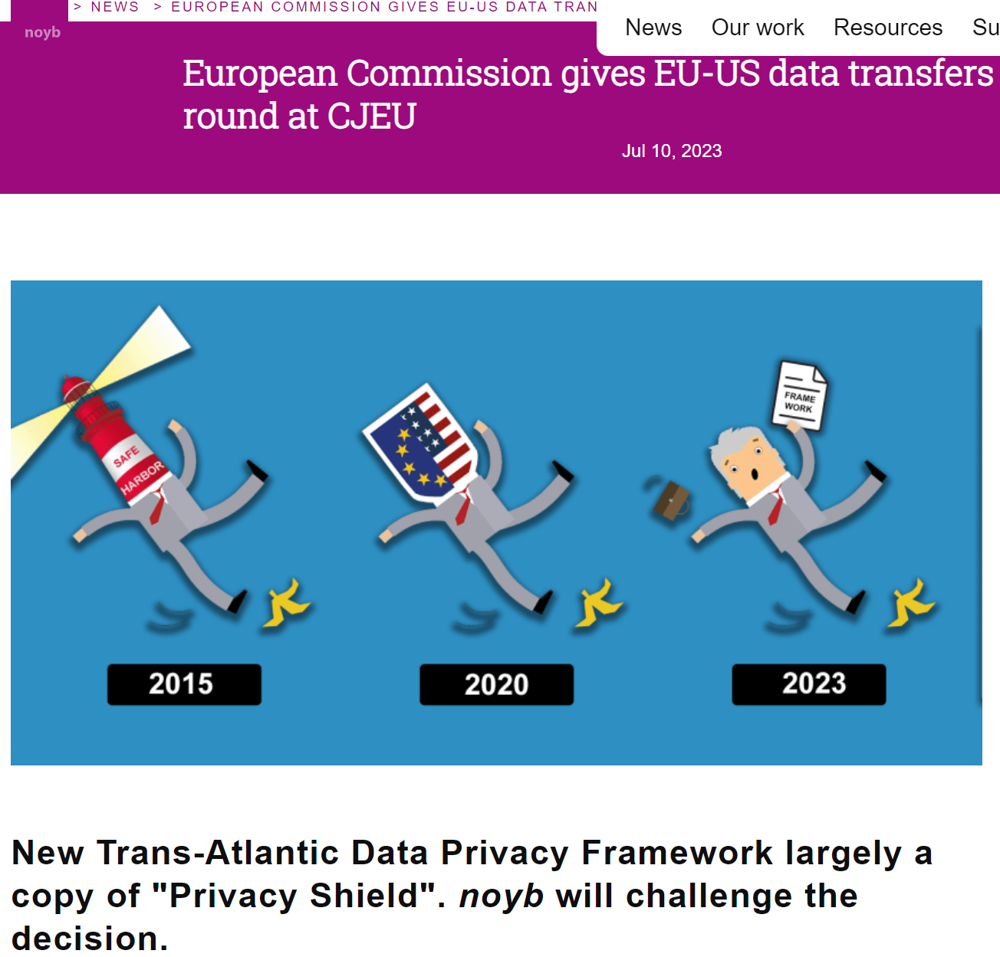 > NEWS > EUROPEAN COMMISSION GIVES EU-US DATA TRAN
noyb
News Our work Resources Su
European Commission gives EU-US data transfers
round at CJEU
Jul 10, 2023
SAFE
HARBOR
FRAME
WORK
2015
2020
2023
New Trans-Atlantic Data Privacy Framework largely a
copy of "Privacy Shield". noyb will challenge the
decision.